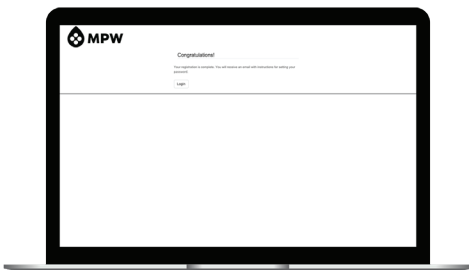 MPW
Congratulations!
Your registration is complete. You will receive an email with instructions for setting your
password.
Login